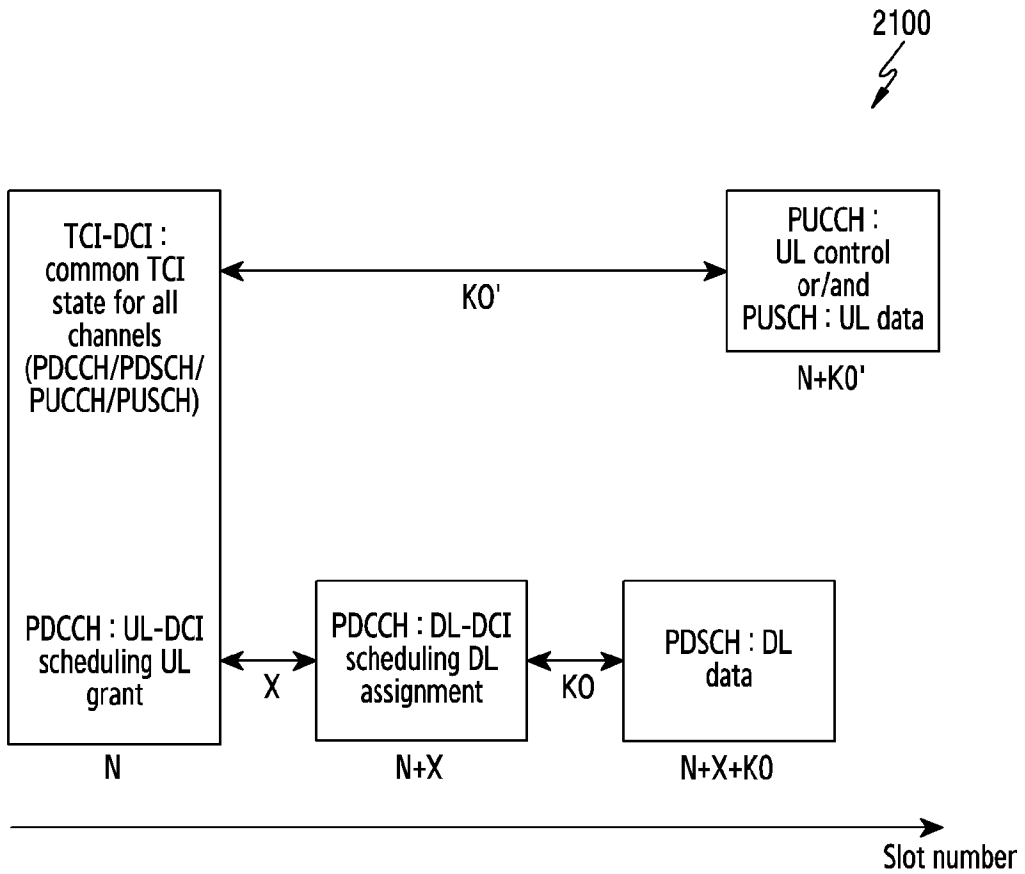 2100
TCI-DCI :
common TCI
state for all
channels
(PDCCH/PDSCH/
PUCCH/PUSCH)
K0'
PUCCH :
UL control
or/and
PUSCH : UL data
N+K0'
PDCCH : UL-DCI
scheduling UL
grant
X
PDCCH : DL-DCI
scheduling DL
assignment
K0
PDSCH : DL
data
N
N+X
N+X+K0
Slot number